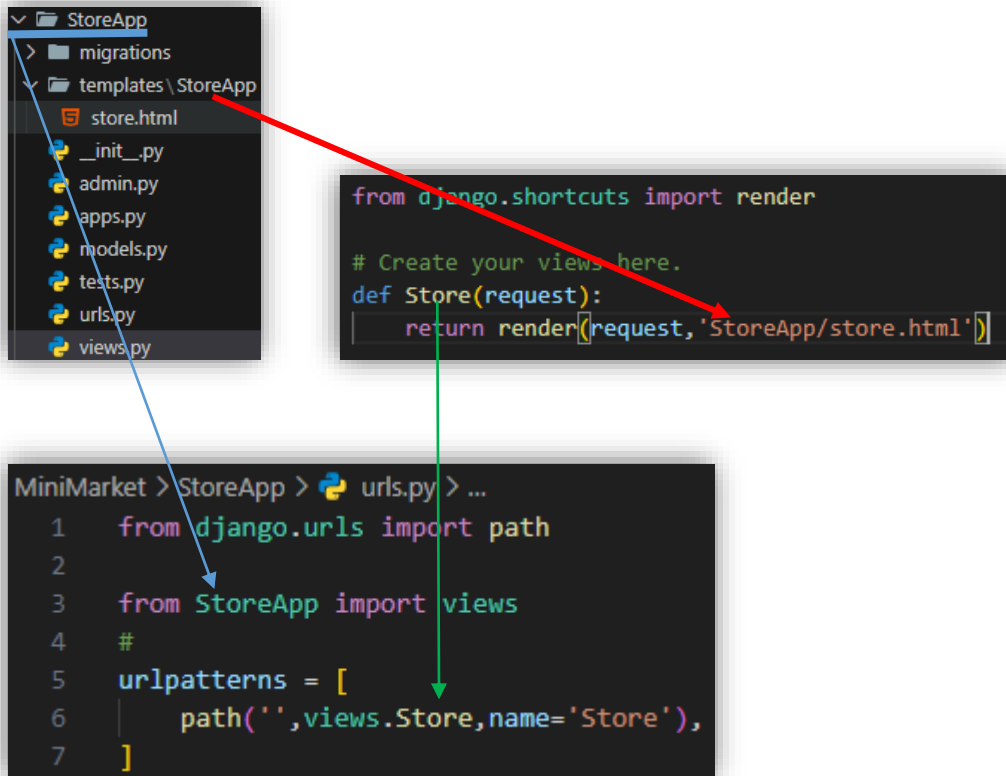 StoreApp
migrations
templates\StoreApp
store.html
__init__.py
admin.py
apps.py
models.py
tests.py
urls.py
views.py
from django.shortcuts import render
# Create your views here.
def Store(request):
    return render(request,'StoreApp/store.html')
MiniMarket > StoreApp > urls.py > ...
1 from django.urls import path
2
3 from StoreApp import views
4 #
5 urlpatterns = [
6     path('',views.Store,name='Store'),
7 ]